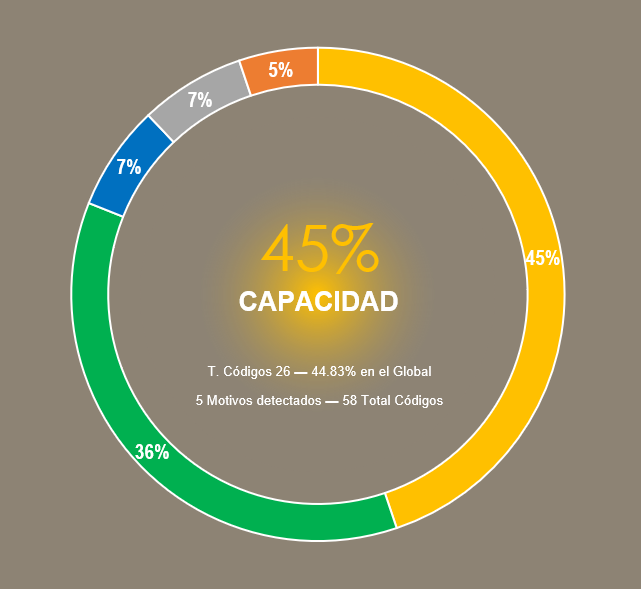 5%
7%
7%
45%
45%
CAPACIDAD
T. Códigos 26 — 44.83% en el Global
5 Motivos detectados — 58 Total Códigos
36%